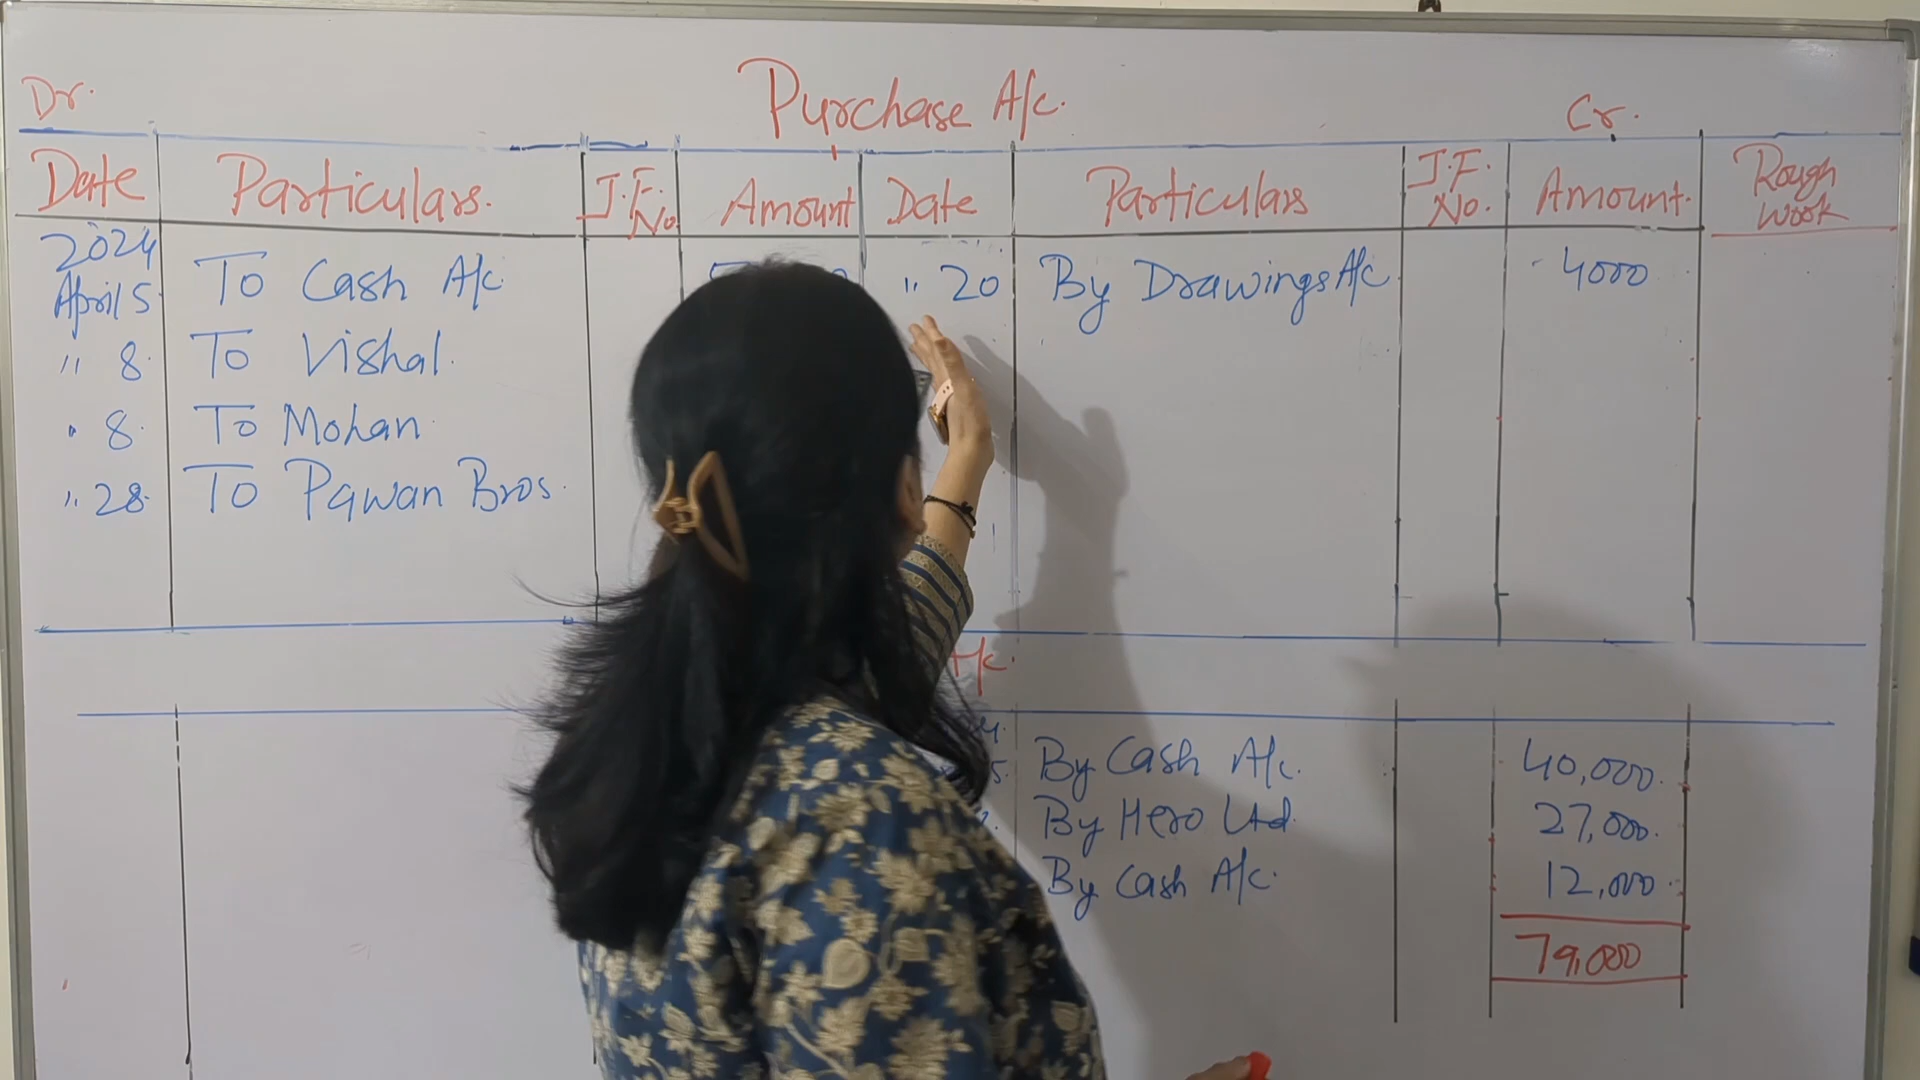 Dr. Purchase A/c. Cr.
Date Particulars. J.F. No. Amount Date Particulars J.F. No. Amount. Rough Work
2024
April 5 To Cash A/c " 20 By Drawings A/c 4000
" 8. To Vishal.
" 8. To Mohan
" 28. To Pawan Bros.
A/c.
By Cash A/c. 40,000.
By Hero Ltd. 27,000.
By Cash A/c. 12,000
79,000